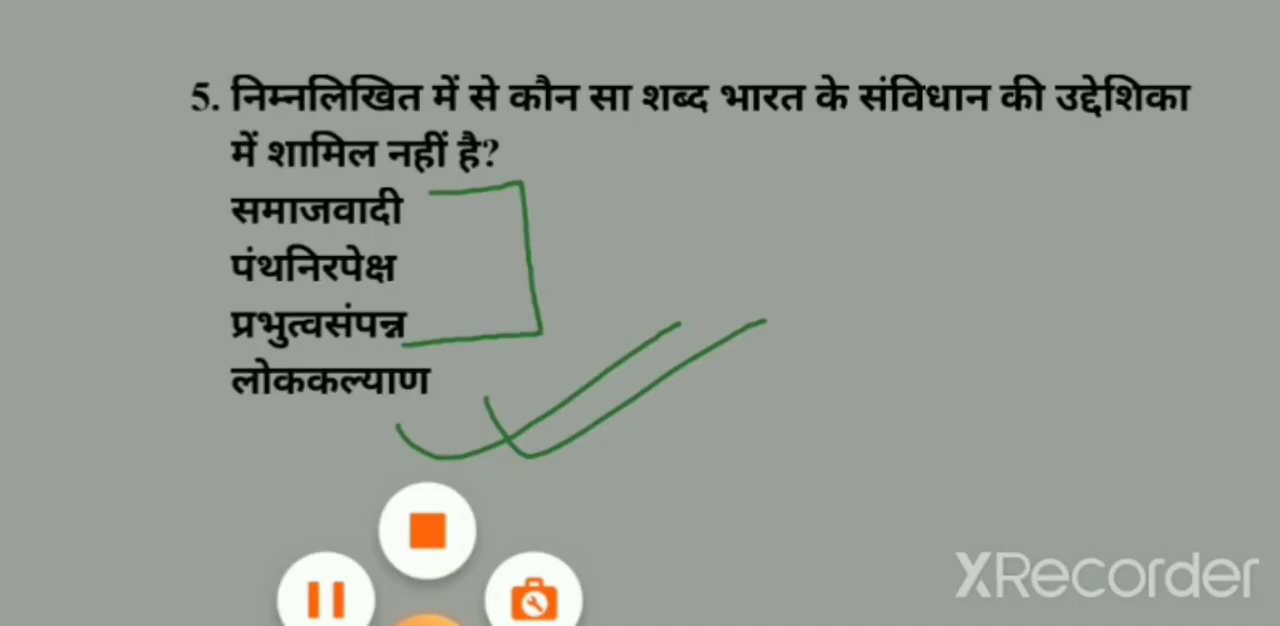 5. निम्नलिखित में से कौन सा शब्द भारत के संविधान की उद्देशिका
में शामिल नहीं है?
समाजवादी
पंथनिरपेक्ष
प्रभुत्वसंपन्न
लोककल्याण
XRecorder